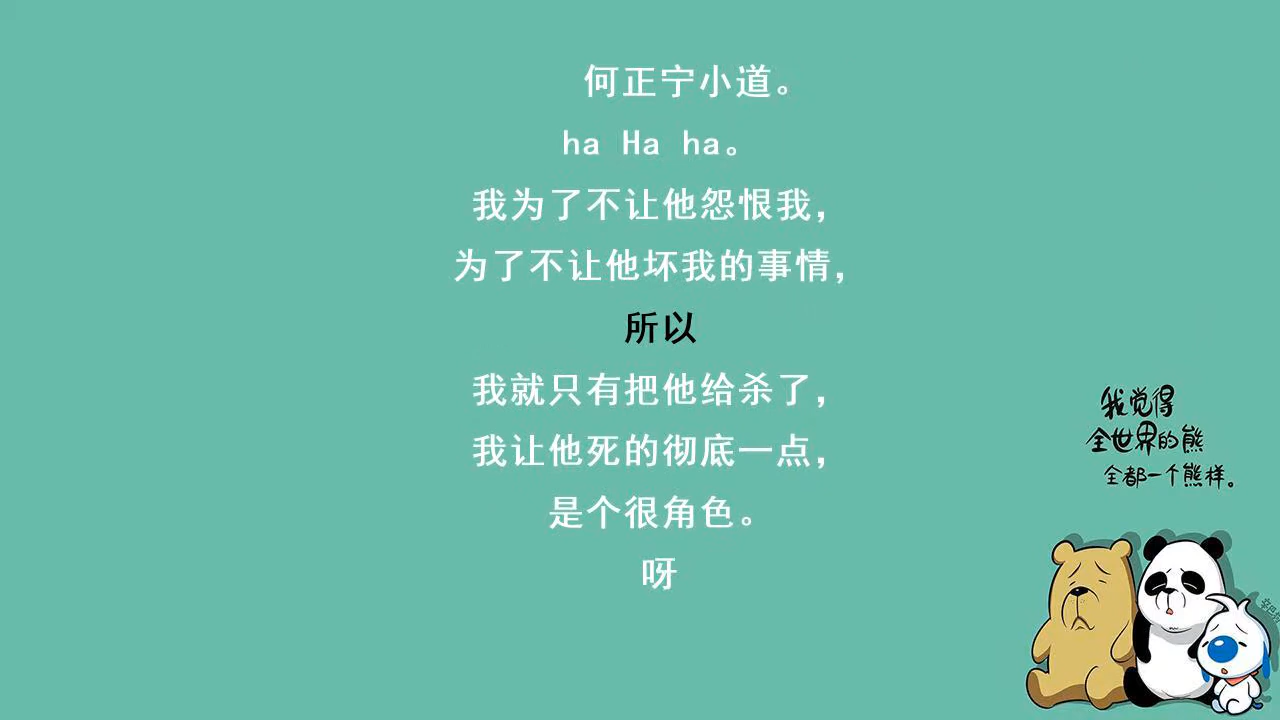 何正宁小道。
ha Ha ha。
我为了不让他怨恨我，
为了不让他坏我的事情，
所以
我就只有把他给杀了，
我让他死的彻底一点，
是个很角色。
呀
我觉得
全世界的熊
全都一个熊样。